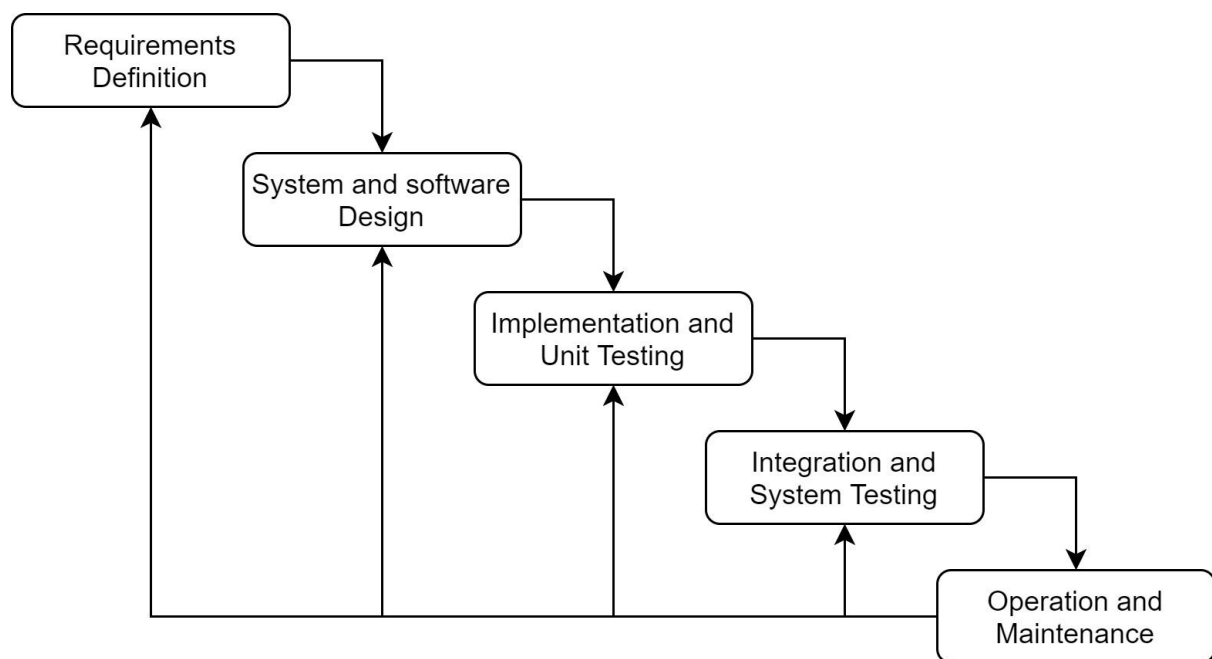 Requirements
Definition
System and software
Design
Implementation and
Unit Testing
Integration and
System Testing
Operation and
Maintenance